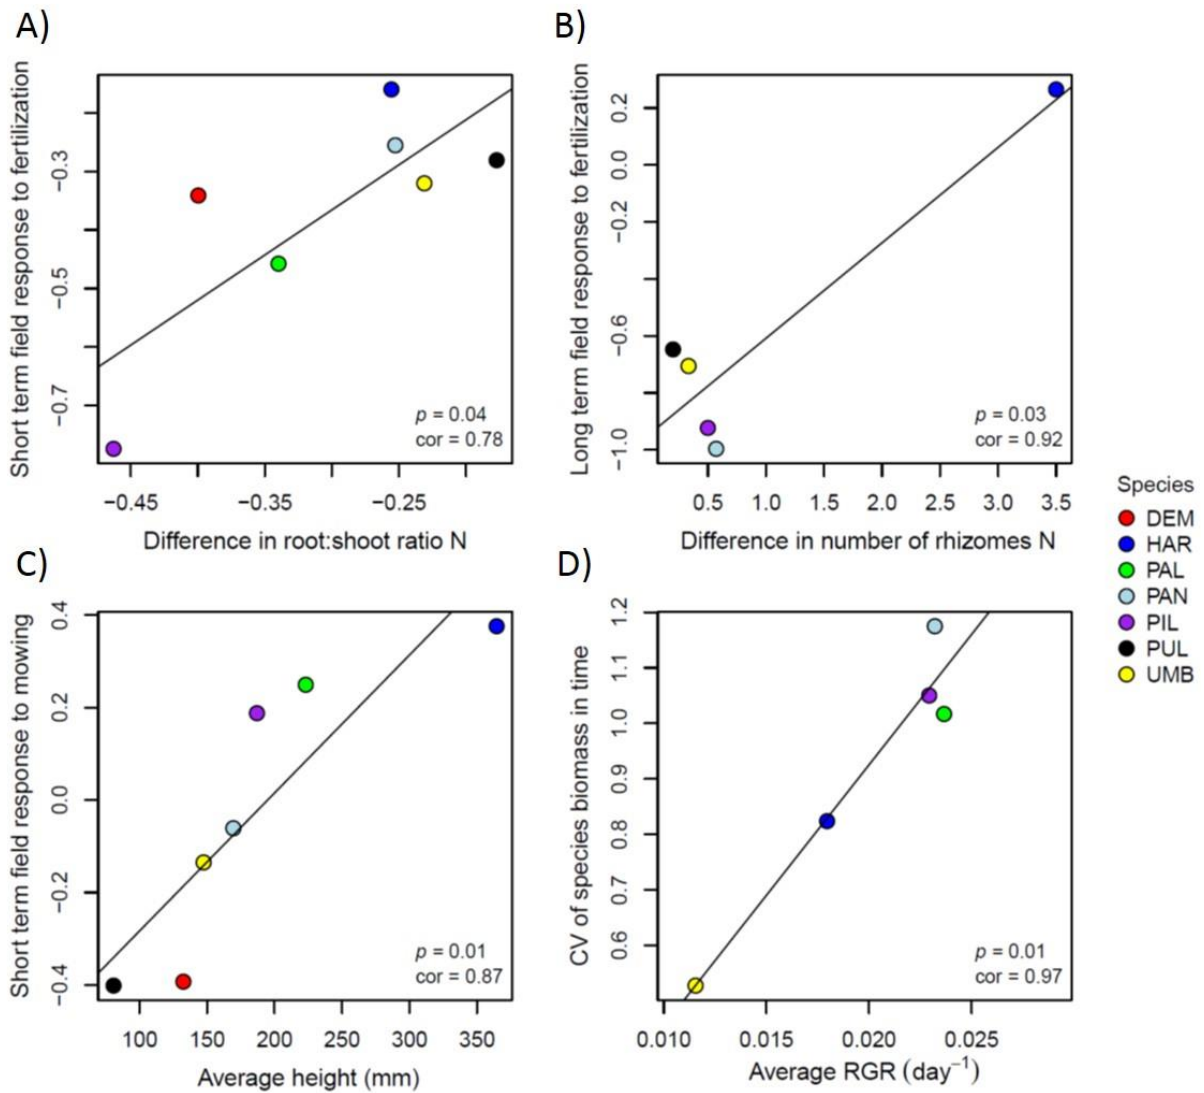 A)
Short term field response to fertilization
−0.3
−0.5
−0.7
−0.45
−0.35
−0.25
p = 0.04
cor = 0.78
Difference in root:shoot ratio N
B)
Long term field response to fertilization
0.2
0.0
−0.2
−0.6
−1.0
0.5
1.0
1.5
2.0
2.5
3.0
3.5
p = 0.03
cor = 0.92
Difference in number of rhizomes N
C)
Short term field response to mowing
0.4
0.2
0.0
−0.2
−0.4
100
150
200
250
300
350
p = 0.01
cor = 0.87
Average height (mm)
D)
CV of species biomass in time
1.2
1.1
1.0
0.9
0.8
0.7
0.6
0.010
0.015
0.020
0.025
p = 0.01
cor = 0.97
Average RGR (day⁻¹)
Species
DEM
HAR
PAL
PAN
PIL
PUL
UMB